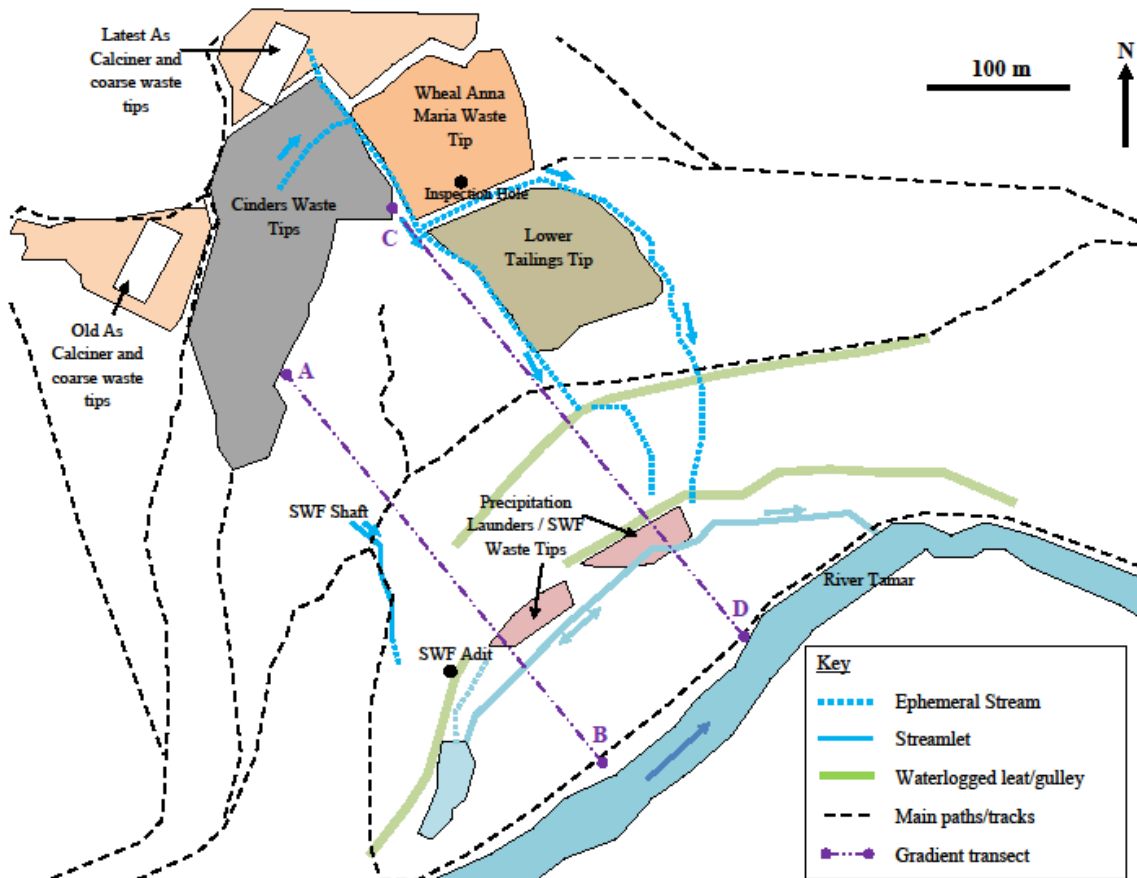 Latest As
Calciner and
coarse waste
tips
N
100 m
Wheal Anna
Maria Waste
Tip
Inspection Hole
Cinders Waste
Tips
C
Lower
Tailings Tip
Old As
Calciner and
coarse waste
tips
A
SWF Shaft
Precipitation
Launders / SWF
Waste Tips
River Tamar
D
SWF Adit
B
Key
Ephemeral Stream
Streamlet
Waterlogged leat/gulley
Main paths/tracks
Gradient transect